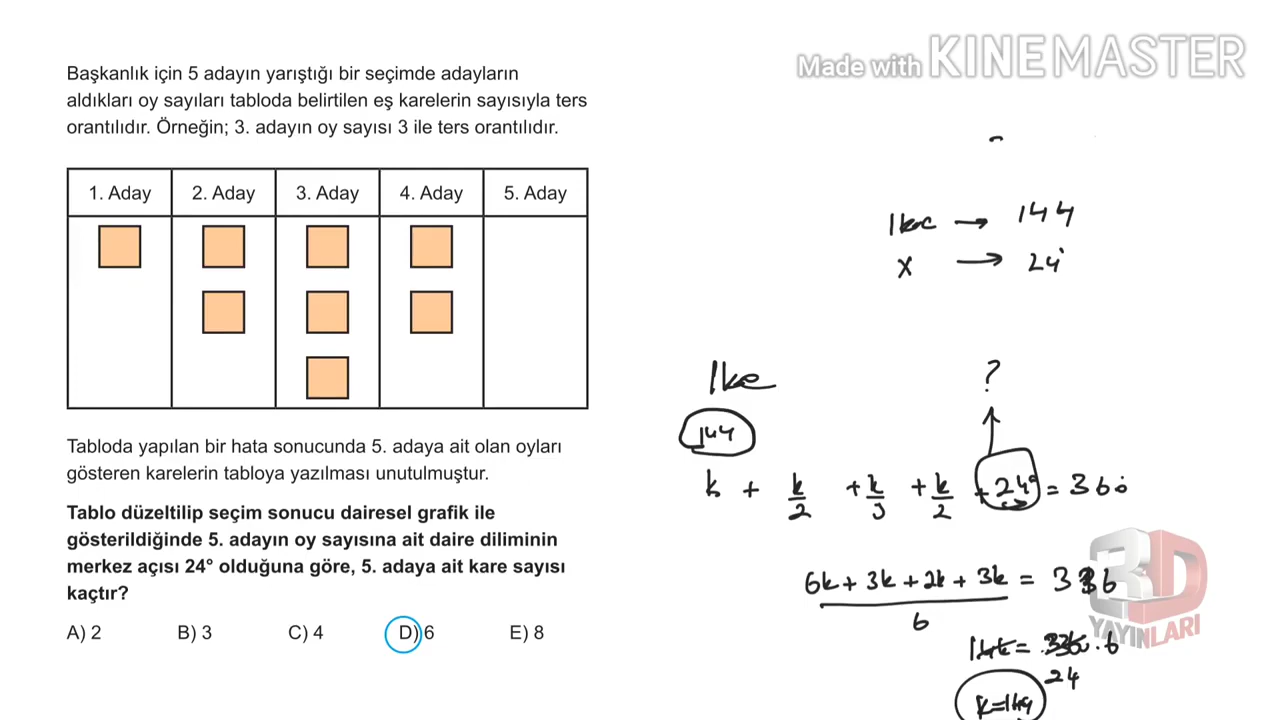 Made with KINEMASTER
Başkanlık için 5 adayın yarıştığı bir seçimde adayların
aldıkları oy sayıları tabloda belirtilen eş karelerin sayısıyla ters
orantılıdır. Örneğin; 3. adayın oy sayısı 3 ile ters orantılıdır.
1. Aday 2. Aday 3. Aday 4. Aday 5. Aday
Tabloda yapılan bir hata sonucunda 5. adaya ait olan oyları
gösteren karelerin tabloya yazılması unutulmuştur.
Tablo düzeltilip seçim sonucu dairesel grafik ile
gösterildiğinde 5. adayın oy sayısına ait daire diliminin
merkez açısı 24° olduğuna göre, 5. adaya ait kare sayısı
kaçtır?
A) 2 B) 3 C) 4 D) 6 E) 8
→ 144
x → 24°
?
144
k + k/2 + k/3 + k/2 + 24° = 360
6k + 3k + 2k + 3k = 336
6
= 336 . 6
24
k=144
3D
YAYINLARI